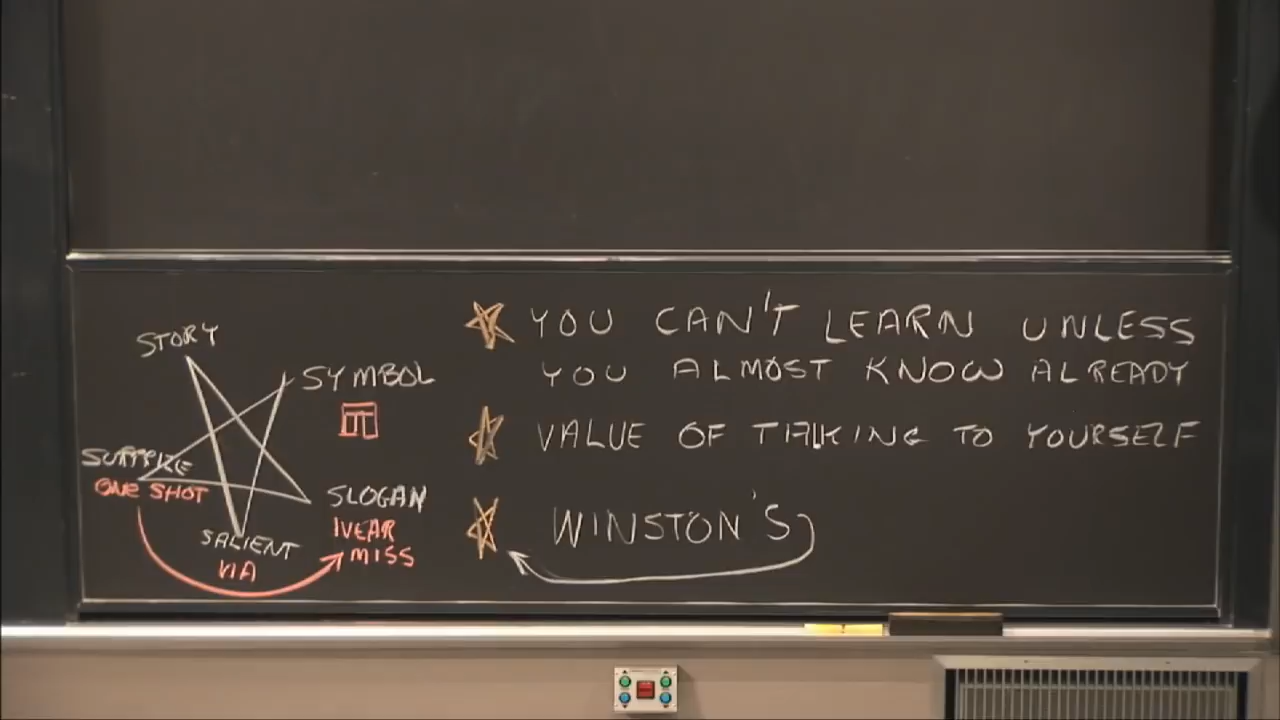 STORY
SYMBOL
SURPRIZE
ONE SHOT
SLOGAN
NEAR
MISS
SALIENT
VIA
YOU CAN'T LEARN UNLESS
YOU ALMOST KNOW ALREADY
VALUE OF TALKING TO YOURSELF
WINSTON'S